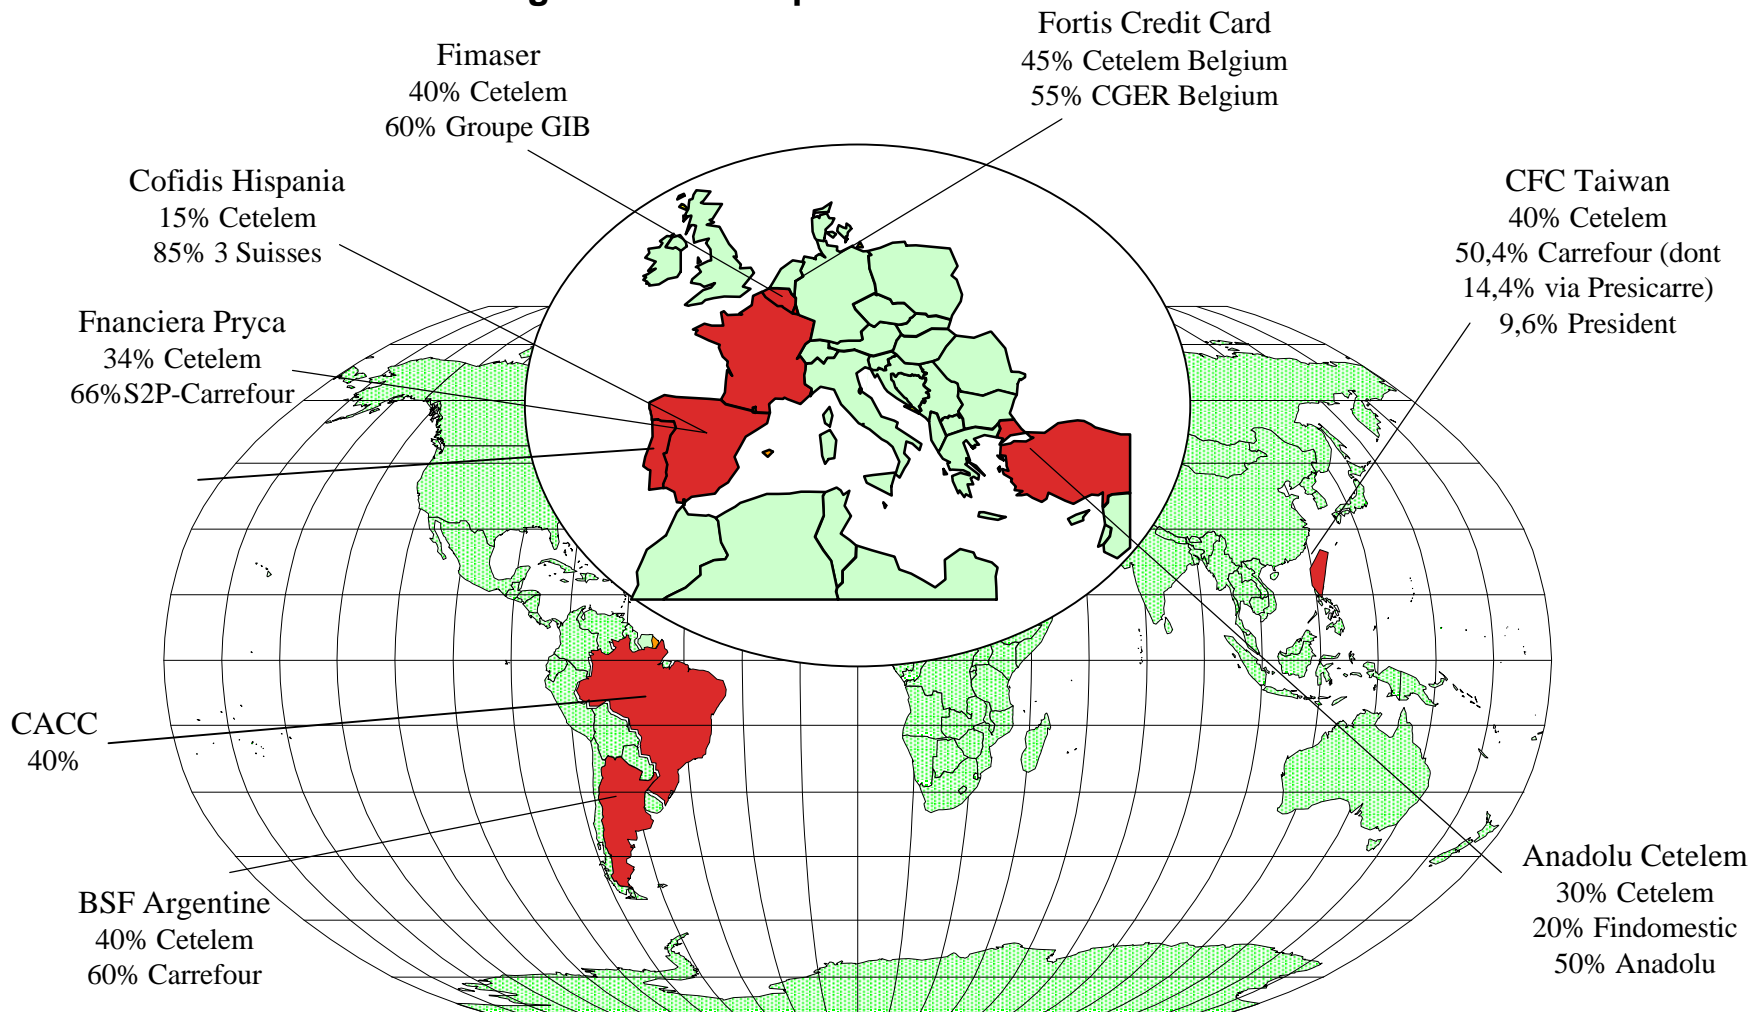 Fortis Credit Card
45% Cetelem Belgium
55% CGER Belgium
Fimaser
40% Cetelem
60% Groupe GIB
Cofidis Hispania
15% Cetelem
85% 3 Suisses
CFC Taiwan
40% Cetelem
50,4% Carrefour (dont
14,4% via Presicarre)
9,6% President
Fnanciera Pryca
34% Cetelem
66%S2P-Carrefour
CACC
40%
BSF Argentine
40% Cetelem
60% Carrefour
Anadolu Cetelem
30% Cetelem
20% Findomestic
50% Anadolu